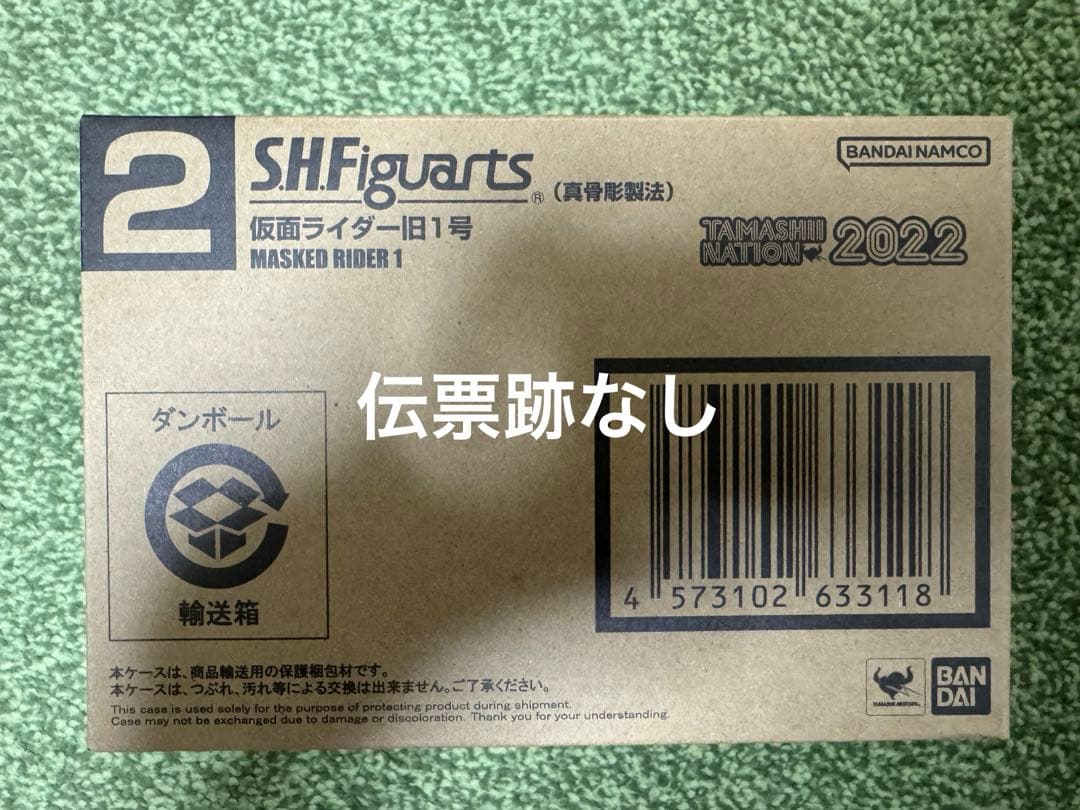 2
S.H.Figuarts® (真骨彫製法)
仮面ライダー旧1号
MASKED RIDER 1
BANDAI NAMCO
TAMASHII
NATION 2022
伝票跡なし
ダンボール
輸送箱
4 573102 633118
本ケースは、商品輸送用の保護梱包材です。
本ケースは、つぶれ、汚れ等による交換は出来ません。ご了承ください。
This case is used solely for the purpose of protecting product during shipment.
Case may not be exchanged due to damage or discoloration. Thank you for your understanding.
TAMASHII NATIONS
BAN
DAI